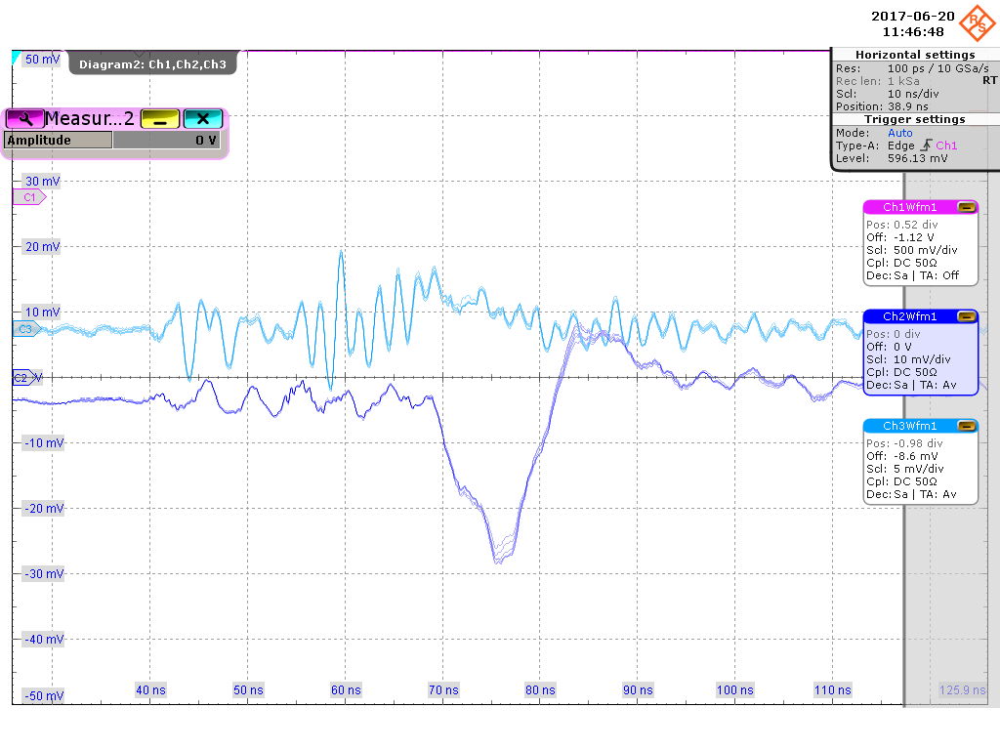 2017-06-20
11:46:48
R&S
Horizontal settings
Res: 100 ps / 10 GSa/s
RT
Rec len: 1 kSa
Scl: 10 ns/div
Position: 38.9 ns
Trigger settings
Mode: Auto
Type-A: Edge Ch1
Level: 596.13 mV
50 mV
Diagram2: Ch1,Ch2,Ch3
Measur...2
Amplitude 0 V
30 mV
C1
20 mV
10 mV
C3
C2 V
-10 mV
-20 mV
-30 mV
-40 mV
-50 mV
40 ns 50 ns 60 ns 70 ns 80 ns 90 ns 100 ns 110 ns 125.9 ns
Ch1Wfm1
Pos: 0.52 div
Off: -1.12 V
Scl: 500 mV/div
Cpl: DC 50Ω
Dec: Sa | TA: Off
Ch2Wfm1
Pos: 0 div
Off: 0 V
Scl: 10 mV/div
Cpl: DC 50Ω
Dec: Sa | TA: Av
Ch3Wfm1
Pos: -0.98 div
Off: -8.6 mV
Scl: 5 mV/div
Cpl: DC 50Ω
Dec: Sa | TA: Av